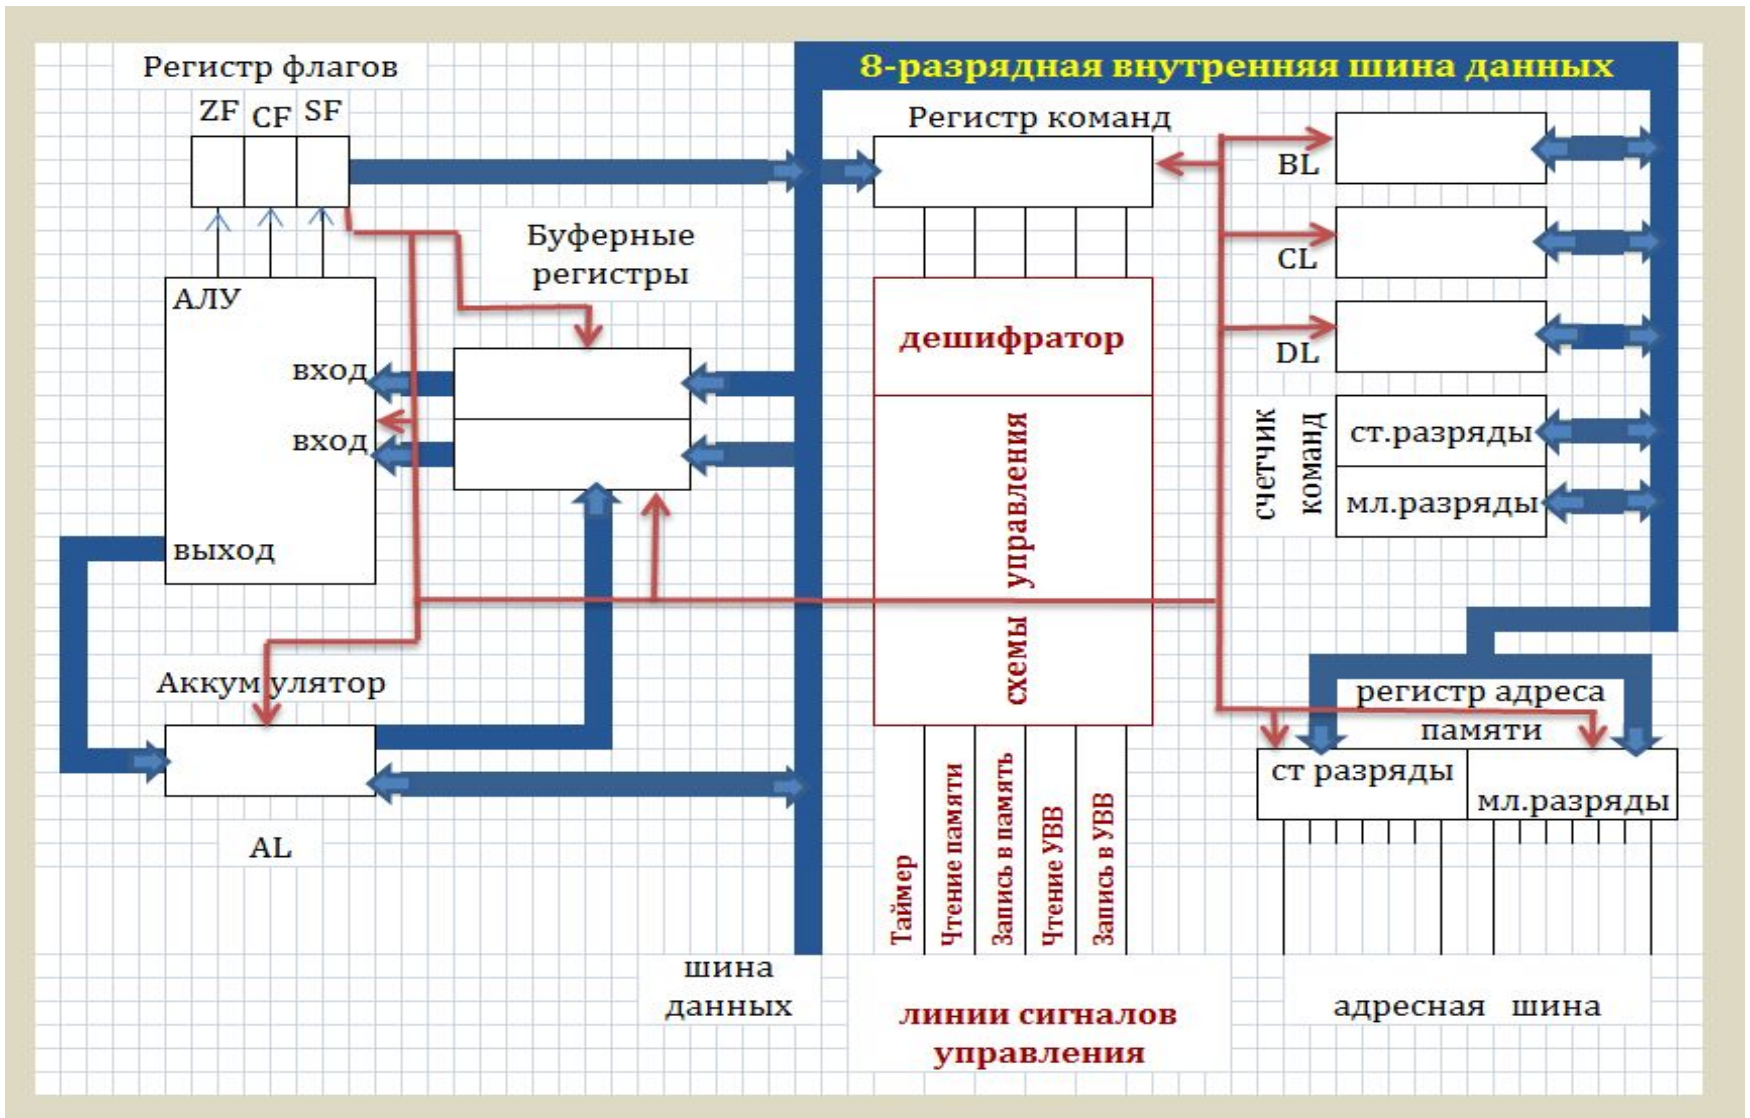 8-разрядная внутренняя шина данных
Регистр флагов
ZF CF SF
Регистр команд
BL
Буферные
регистры
CL
АЛУ
дешифратор
DL
вход
вход
счетчик
команд
ст.разряды
мл.разряды
схемы управления
выход
Аккумулятор
AL
регистр адреса
памяти
ст разряды
мл.разряды
Таймер
Чтение памяти
Запись в память
Чтение УВВ
Запись в УВВ
шина
данных
линии сигналов
управления
адресная шина